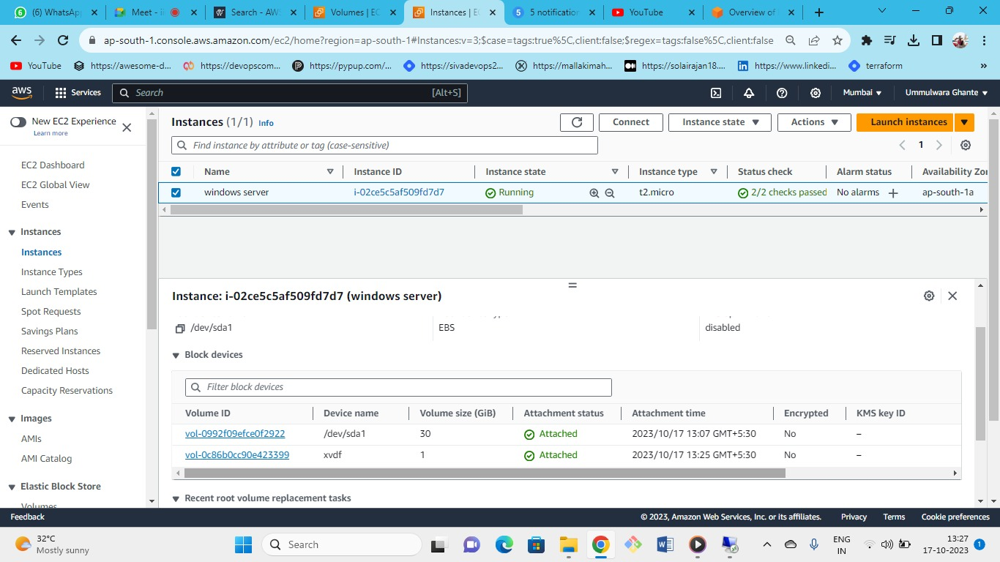 (6) WhatsApp
Meet - ii
Search - AWS
Volumes | EC
Instances | EC
5 notification
YouTube
Overview of
ap-south-1.console.aws.amazon.com/ec2/home?region=ap-south-1#Instances:v=3;$case=tags:true%5C,client:false;$regex=tags:false%5C,client:false
YouTube
https://awesome-d...
https://devopscom...
https://pypup.com/...
https://sivadevops2...
https://mallakimah...
https://solairajan18....
https://www.linkedi...
terraform
aws
Services
Search
[Alt+S]
Mumbai
Ummulwara Ghante
New EC2 Experience
Learn more
EC2 Dashboard
EC2 Global View
Events
Instances
Instances
Instance Types
Launch Templates
Spot Requests
Savings Plans
Reserved Instances
Dedicated Hosts
Capacity Reservations
Images
AMIs
AMI Catalog
Elastic Block Store
Volumes
Instances (1/1) Info
Connect
Instance state
Actions
Launch instances
Find instance by attribute or tag (case-sensitive)
1
Name Instance ID Instance state Instance type Status check Alarm status Availability Zon
windows server i-02ce5c5af509fd7d7 Running t2.micro 2/2 checks passed No alarms ap-south-1a
Instance: i-02ce5c5af509fd7d7 (windows server)
/dev/sda1 EBS disabled
Block devices
Filter block devices
Volume ID Device name Volume size (GiB) Attachment status Attachment time Encrypted KMS key ID
vol-0992f09efce0f2922 /dev/sda1 30 Attached 2023/10/17 13:07 GMT+5:30 No –
vol-0c86b0cc90e423399 xvdf 1 Attached 2023/10/17 13:25 GMT+5:30 No –
Recent root volume replacement tasks
Feedback
© 2023, Amazon Web Services, Inc. or its affiliates.
Privacy
Terms
Cookie preferences
32°C
Mostly sunny
Search
ENG
IN
13:27
17-10-2023
1